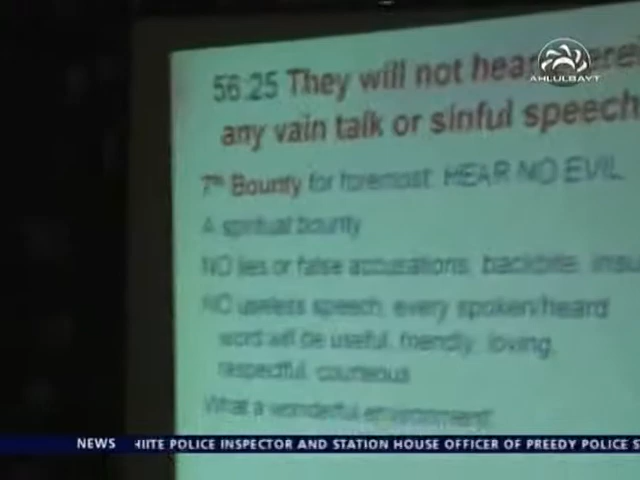 AHLULBAYT
56:25 They will not hear
any vain talk or sinful speech
7th Bounty for foremost: HEAR NO EVIL
A spiritual bounty
NO lies or false accusations, backbite,
NO useless speech, every spoken/heard
word will be useful, friendly, loving,
respectful, courteous
What a wonderful environment!
NEWS HIITE POLICE INSPECTOR AND STATION HOUSE OFFICER OF PREEDY POLICE S